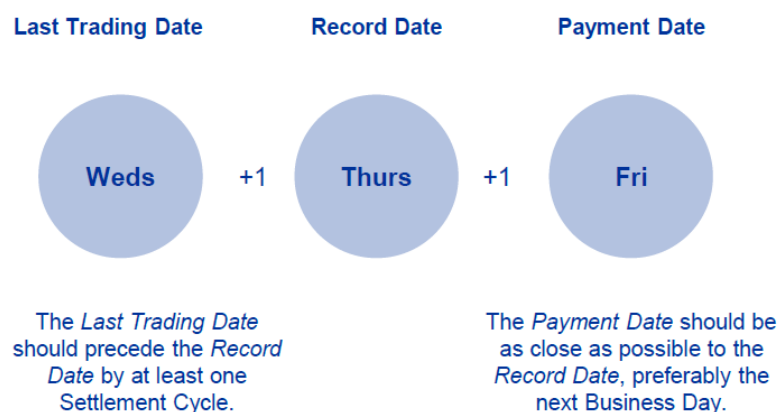 Last Trading Date
Record Date
Payment Date
Weds
+1
Thurs
+1
Fri
The Last Trading Date
should precede the Record
Date by at least one
Settlement Cycle.
The Payment Date should be
as close as possible to the
Record Date, preferably the
next Business Day.